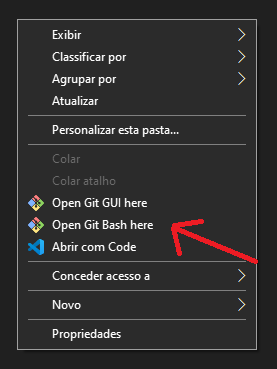 Exibir
Classificar por
Agrupar por
Atualizar
Personalizar esta pasta...
Colar
Colar atalho
Open Git GUI here
Open Git Bash here
Abrir com Code
Conceder acesso a
Novo
Propriedades